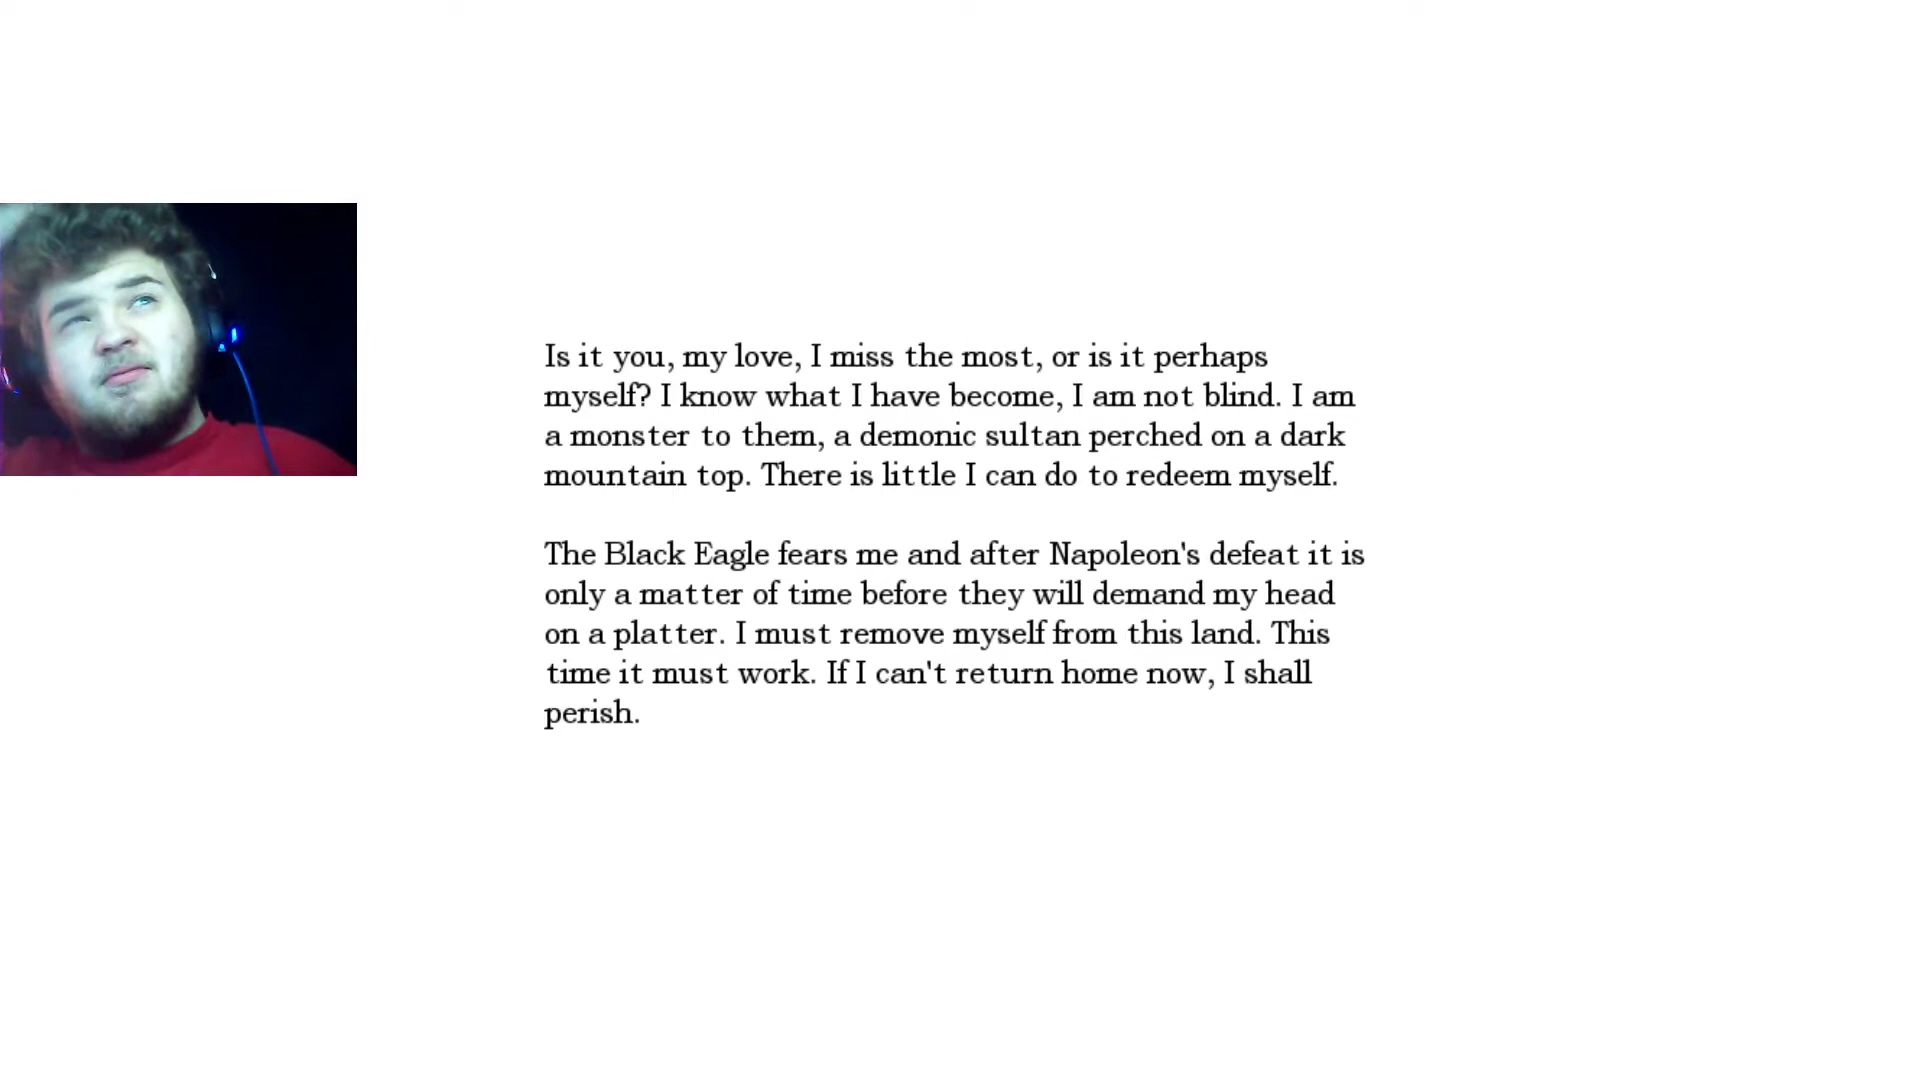 Is it you, my love, I miss the most, or is it perhaps
myself? I know what I have become, I am not blind. I am
a monster to them, a demonic sultan perched on a dark
mountain top. There is little I can do to redeem myself.
The Black Eagle fears me and after Napoleon's defeat it is
only a matter of time before they will demand my head
on a platter. I must remove myself from this land. This
time it must work. If I can't return home now, I shall
perish.